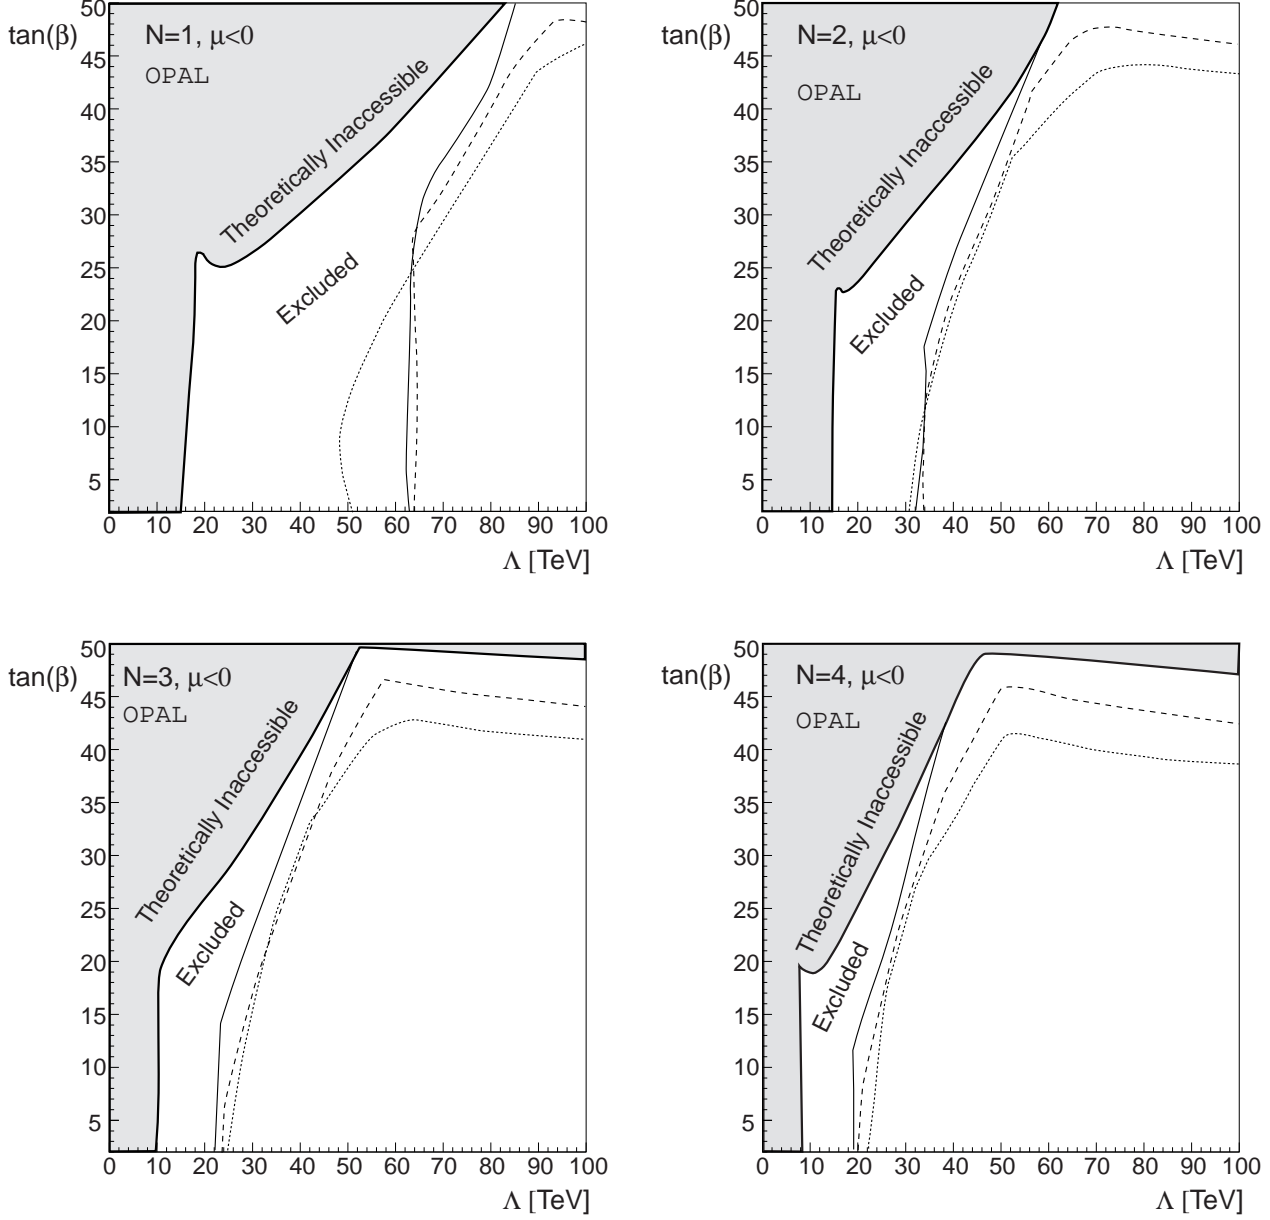 50
tan(β)
N=1, μ<0
45
OPAL
40
35
30
25
20
15
10
5
Theoretically Inaccessible
Excluded
0 10 20 30 40 50 60 70 80 90 100
Λ [TeV]
50
tan(β)
N=2, μ<0
45
OPAL
40
35
30
25
20
15
10
5
Theoretically Inaccessible
Excluded
0 10 20 30 40 50 60 70 80 90 100
Λ [TeV]
50
tan(β)
N=3, μ<0
45
OPAL
40
35
30
25
20
15
10
5
Theoretically Inaccessible
Excluded
0 10 20 30 40 50 60 70 80 90 100
Λ [TeV]
50
tan(β)
N=4, μ<0
45
OPAL
40
35
30
25
20
15
10
5
Theoretically Inaccessible
Excluded
0 10 20 30 40 50 60 70 80 90 100
Λ [TeV]